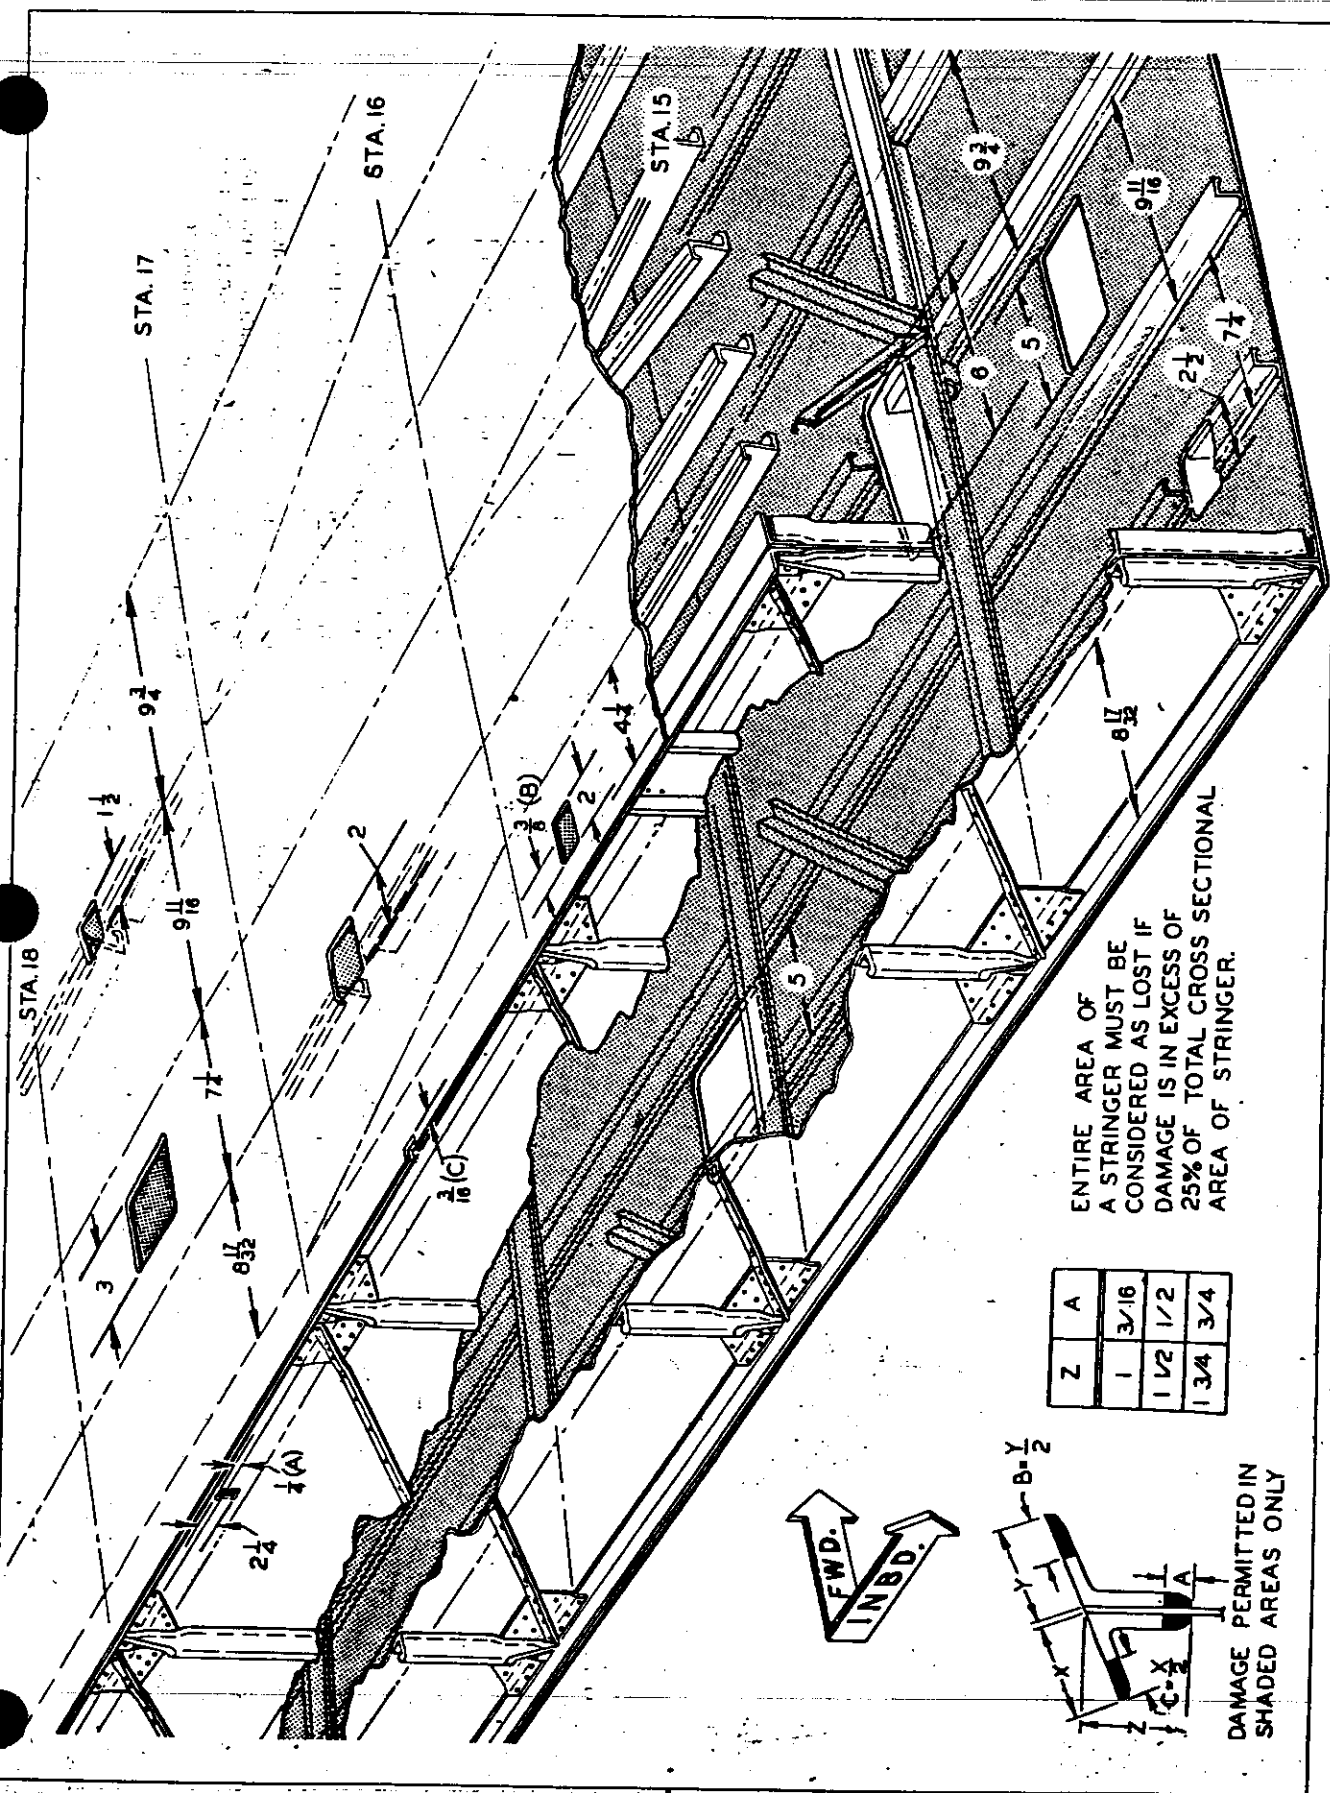 STA. 18
STA. 17
STA. 16
STA. 15
3
8 17/32
7 1/4
9 11/16
9 3/4
1 1/2
2
2 1/4
1/4 (A)
3/16 (C)
3/8 (B)
2
4 1/2
5
8 17/32
6
5
9 3/4
9 11/16
7 1/4
2 1/2
FWD.
INBD.
ENTIRE AREA OF
A STRINGER MUST BE
CONSIDERED AS LOST IF
DAMAGE IS IN EXCESS OF
25% OF TOTAL CROSS SECTIONAL
AREA OF STRINGER.
Z A
1 3/16
1 1/2 1/2
1 3/4 3/4
X
Y
B=Y/2
Z
C=X/2
A
DAMAGE PERMITTED IN
SHADED AREAS ONLY